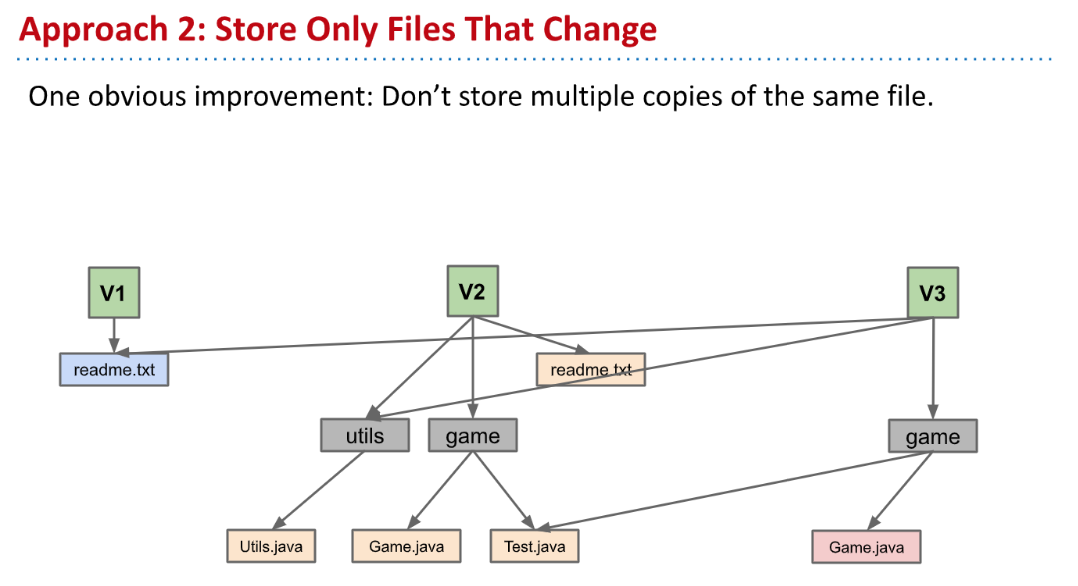 Approach 2: Store Only Files That Change
One obvious improvement: Don’t store multiple copies of the same file.
V1
V2
V3
readme.txt
readme.txt
utils
game
game
Utils.java
Game.java
Test.java
Game.java